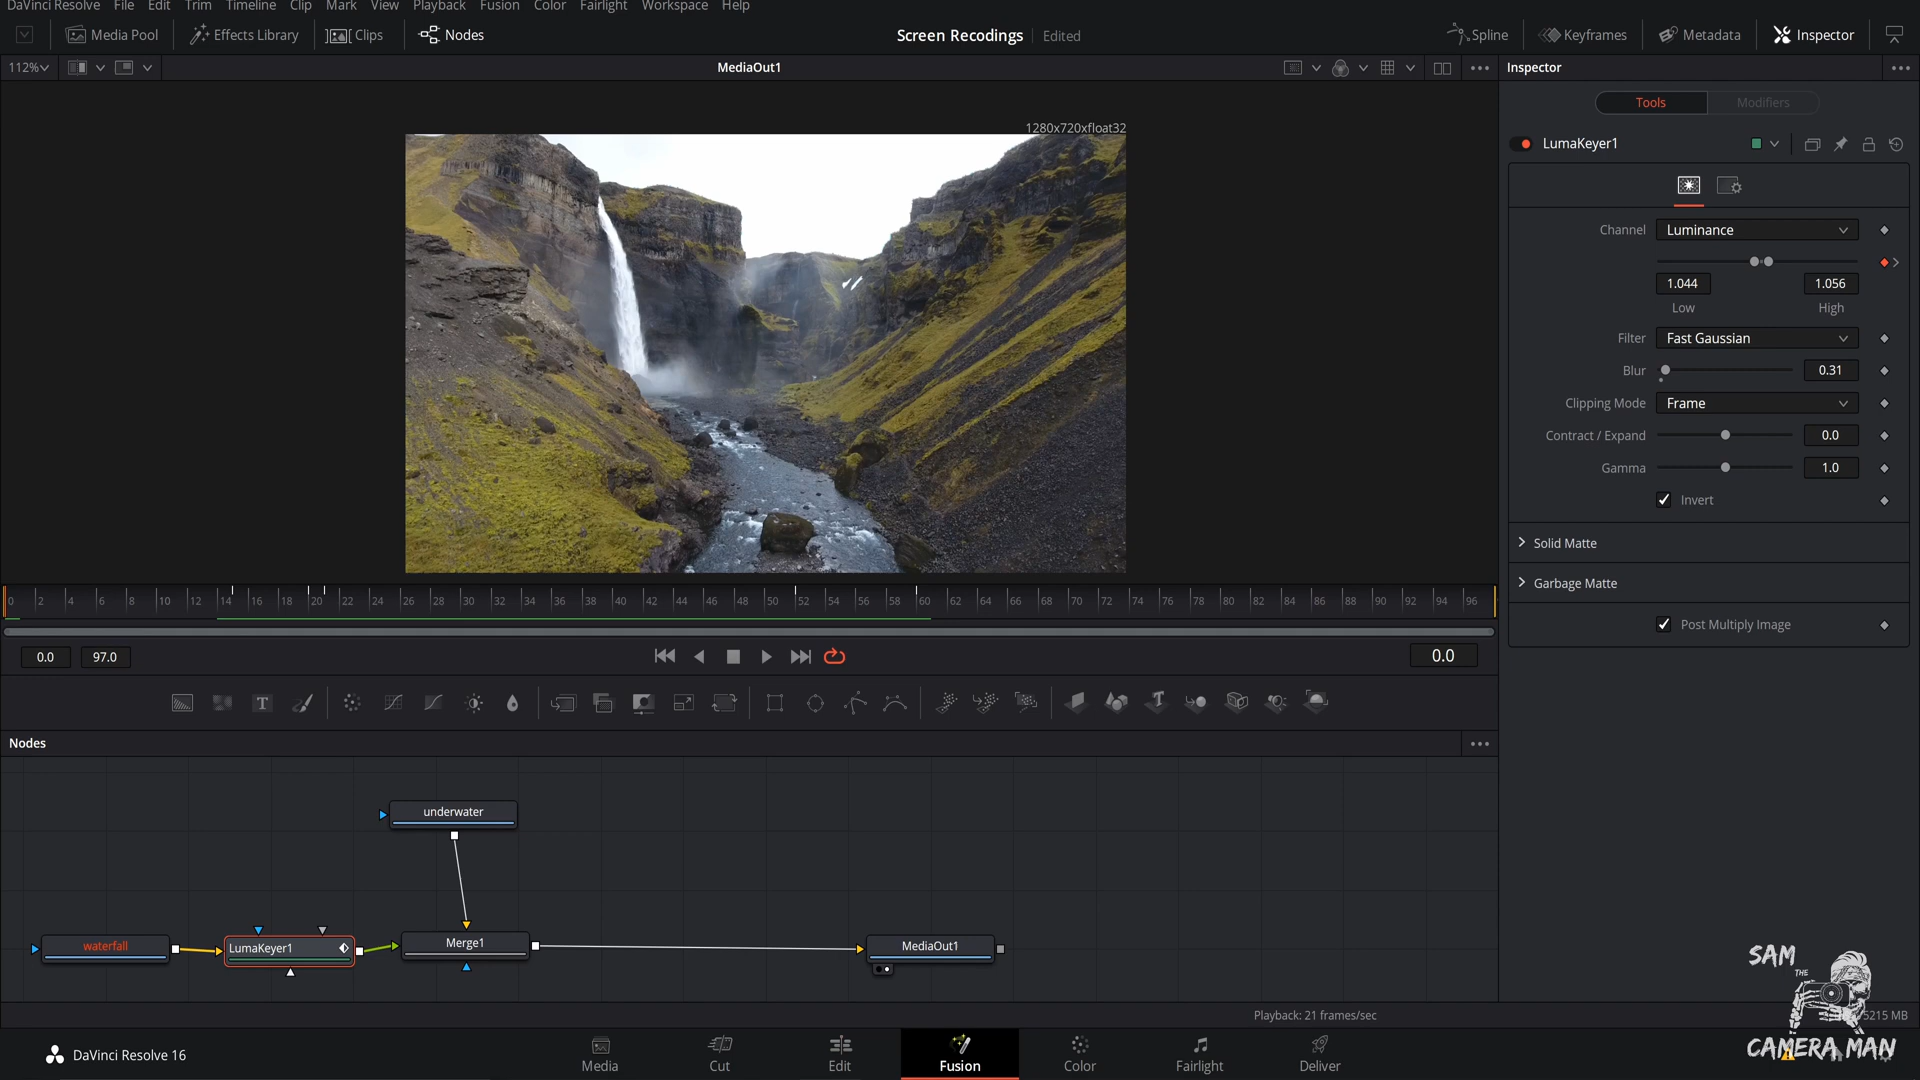 DaVinci Resolve File Edit Trim Timeline Clip Mark View Playback Fusion Color Fairlight Workspace Help
Media Pool Effects Library Clips Nodes Screen Recodings Edited Spline Keyframes Metadata Inspector
112% MediaOut1 Inspector
Tools Modifiers
1280x720xfloat32
LumaKeyer1
Channel Luminance
1.044 1.056
Low High
Filter Fast Gaussian
Blur 0.31
Clipping Mode Frame
Contract / Expand 0.0
Gamma 1.0
Invert
Solid Matte
Garbage Matte
Post Multiply Image
0 2 4 6 8 10 12 14 16 18 20 22 24 26 28 30 32 34 36 38 40 42 44 46 48 50 52 54 56 58 60 62 64 66 68 70 72 74 76 78 80 82 84 86 88 90 92 94 96
0.0 97.0 0.0
Nodes
underwater
waterfall LumaKeyer1 Merge1 MediaOut1
SAM
THE
CAMERA MAN
Playback: 21 frames/sec 5215 MB
DaVinci Resolve 16 Media Cut Edit Fusion Color Fairlight Deliver